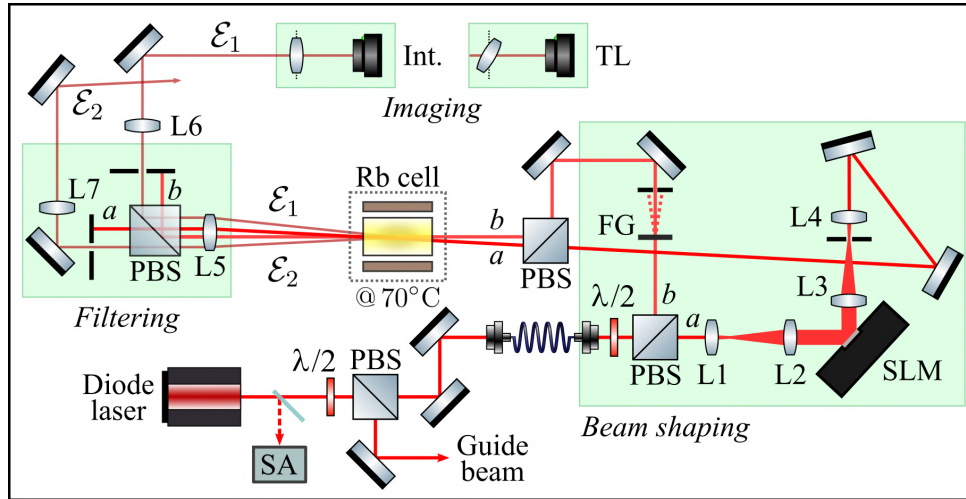 ℰ₁
Int.
TL
ℰ₂
Imaging
L6
L7
a
b
Rb cell
ℰ₁
PBS
L5
ℰ₂
@ 70°C
Filtering
b
a
PBS
FG
L4
L3
λ/2
b
a
PBS
L1
L2
SLM
Beam shaping
Diode
laser
λ/2
PBS
SA
Guide
beam